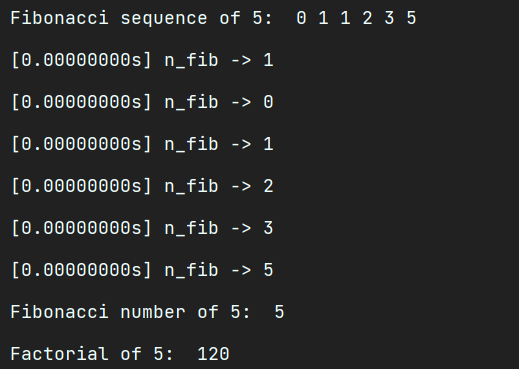 Fibonacci sequence of 5:  0 1 1 2 3 5
[0.00000000s] n_fib -> 1
[0.00000000s] n_fib -> 0
[0.00000000s] n_fib -> 1
[0.00000000s] n_fib -> 2
[0.00000000s] n_fib -> 3
[0.00000000s] n_fib -> 5
Fibonacci number of 5:  5
Factorial of 5:  120